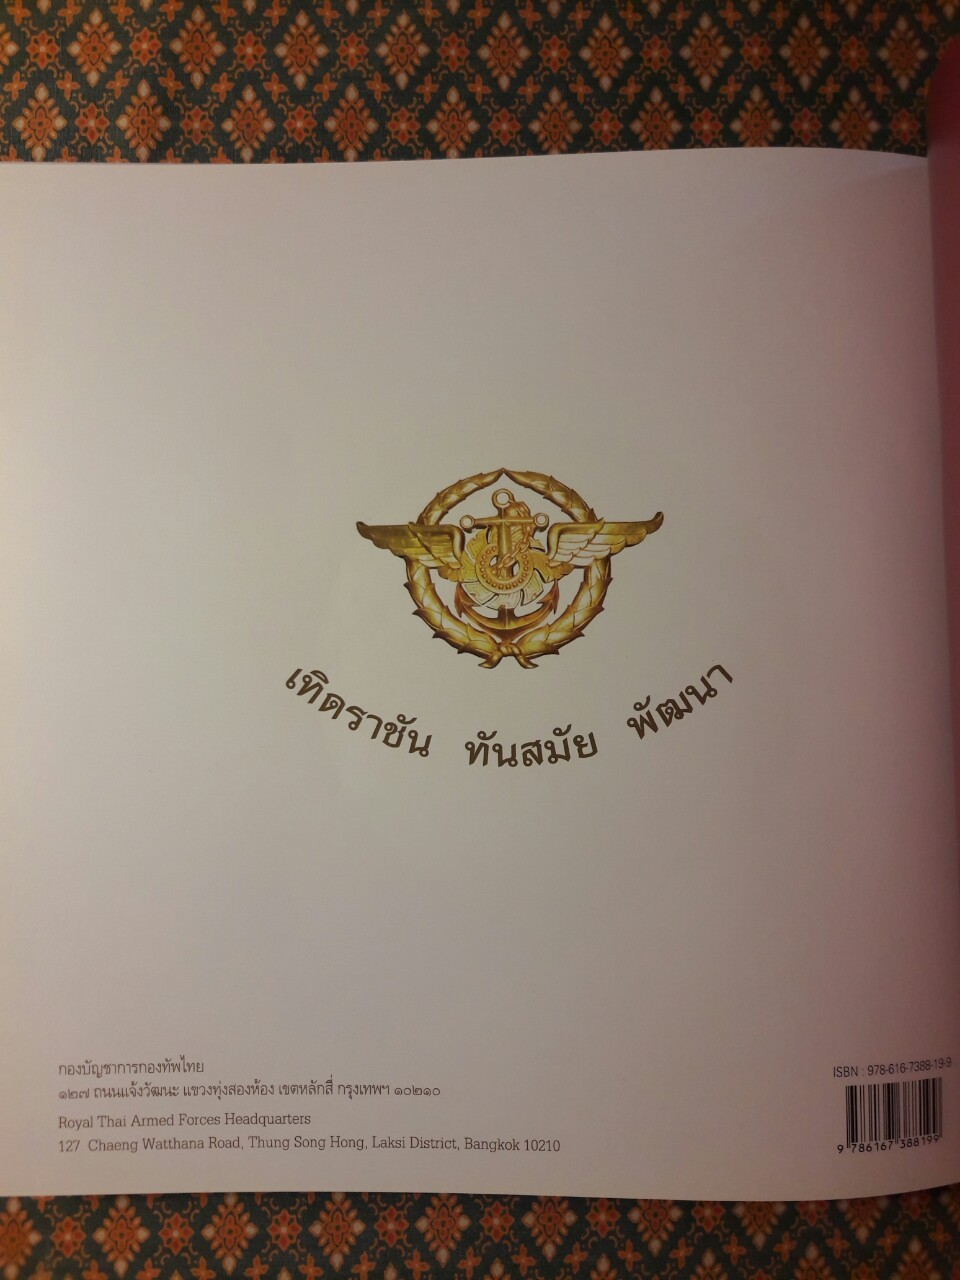 เทิดราชัน ทันสมัย พัฒนา
กองบัญชาการกองทัพไทย
๑๒๗ ถนนแจ้งวัฒนะ แขวงทุ่งสองห้อง เขตหลักสี่ กรุงเทพฯ ๑๐๒๑๐
Royal Thai Armed Forces Headquarters
127 Chaeng Watthana Road, Thung Song Hong, Laksi District, Bangkok 10210
ISBN : 978-616-7388-19-9
9 786167 388199